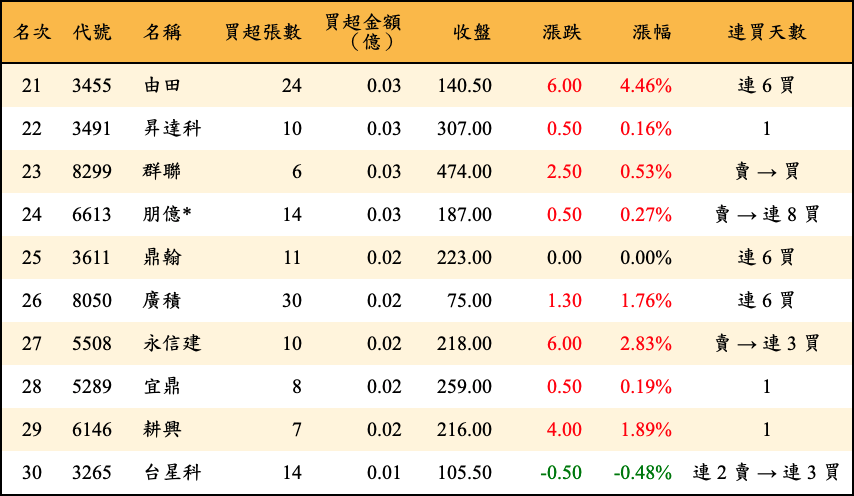 名次 代號 名稱 買超張數 買超金額（億） 收盤 漲跌 漲幅 連買天數
21 3455 由田 24 0.03 140.50 6.00 4.46% 連 6 買
22 3491 昇達科 10 0.03 307.00 0.50 0.16% 1
23 8299 群聯 6 0.03 474.00 2.50 0.53% 賣 → 買
24 6613 朋億* 14 0.03 187.00 0.50 0.27% 賣 → 連 8 買
25 3611 鼎翰 11 0.02 223.00 0.00 0.00% 連 6 買
26 8050 廣積 30 0.02 75.00 1.30 1.76% 連 6 買
27 5508 永信建 10 0.02 218.00 6.00 2.83% 賣 → 連 3 買
28 5289 宜鼎 8 0.02 259.00 0.50 0.19% 1
29 6146 耕興 7 0.02 216.00 4.00 1.89% 1
30 3265 台星科 14 0.01 105.50 -0.50 -0.48% 連 2 賣 → 連 3 買